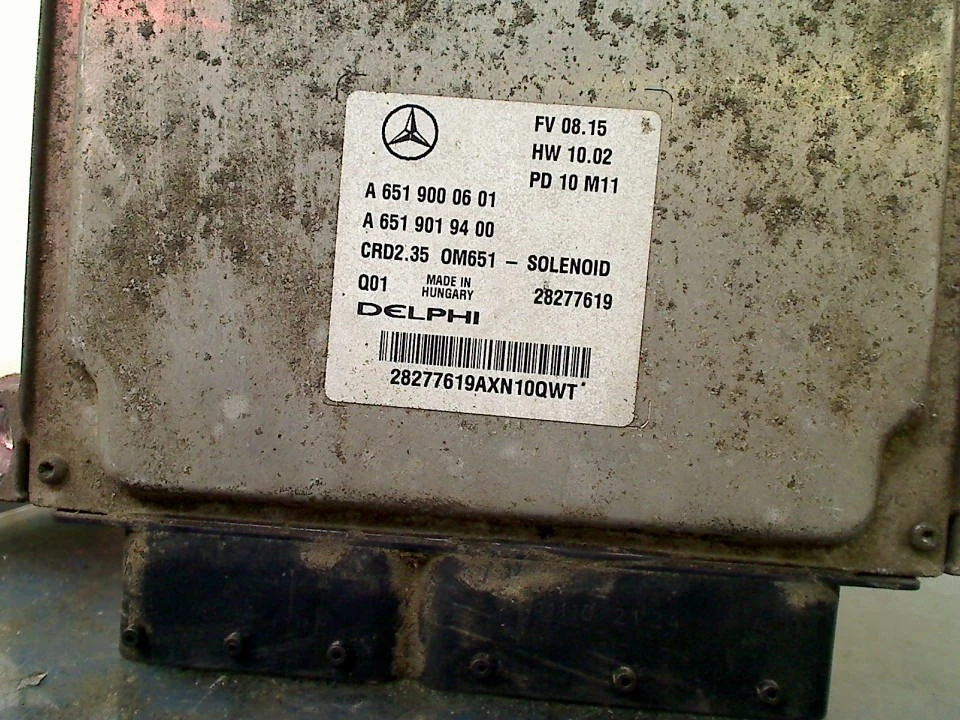 FV 08.15
HW 10.02
PD 10 M11
A 651 900 06 01
A 651 901 94 00
CRD2.35 OM651 – SOLENOID
Q01 MADE IN HUNGARY 28277619
DELPHI
28277619AXN10QWT